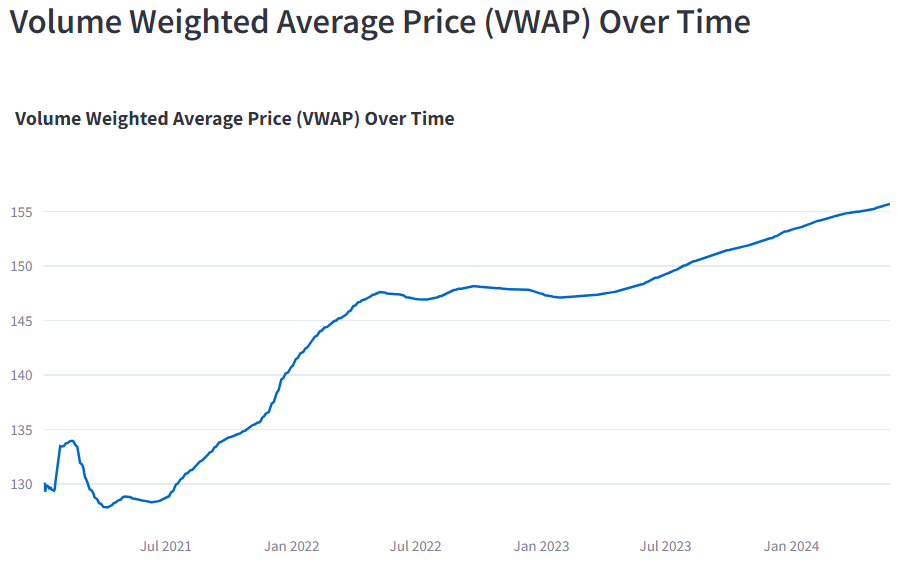 Volume Weighted Average Price (VWAP) Over Time
Volume Weighted Average Price (VWAP) Over Time
155
150
145
140
135
130
Jul 2021 Jan 2022 Jul 2022 Jan 2023 Jul 2023 Jan 2024